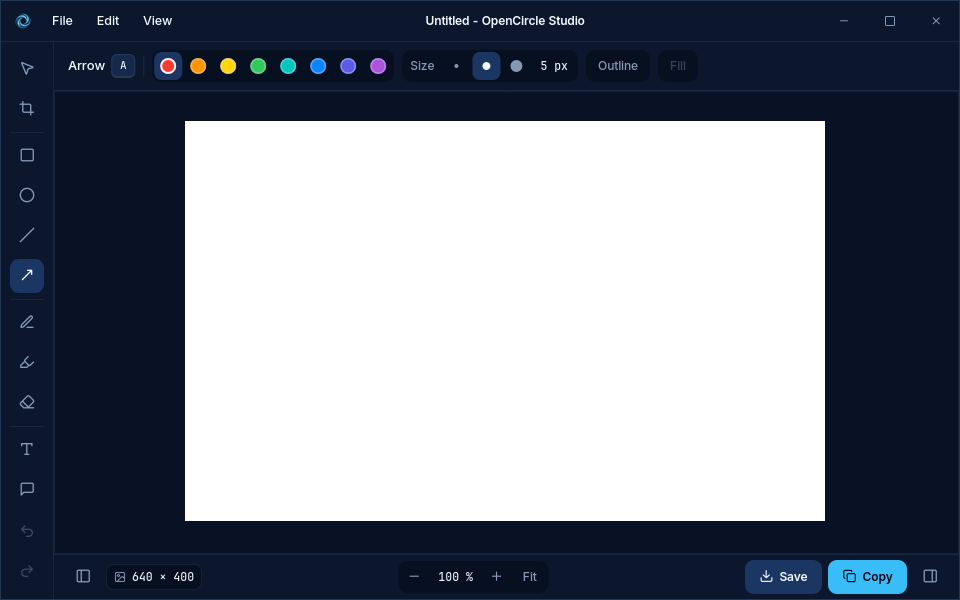 File Edit View Untitled - OpenCircle Studio
Arrow A Size 5 px Outline Fill
640 × 400 100 % Fit Save Copy